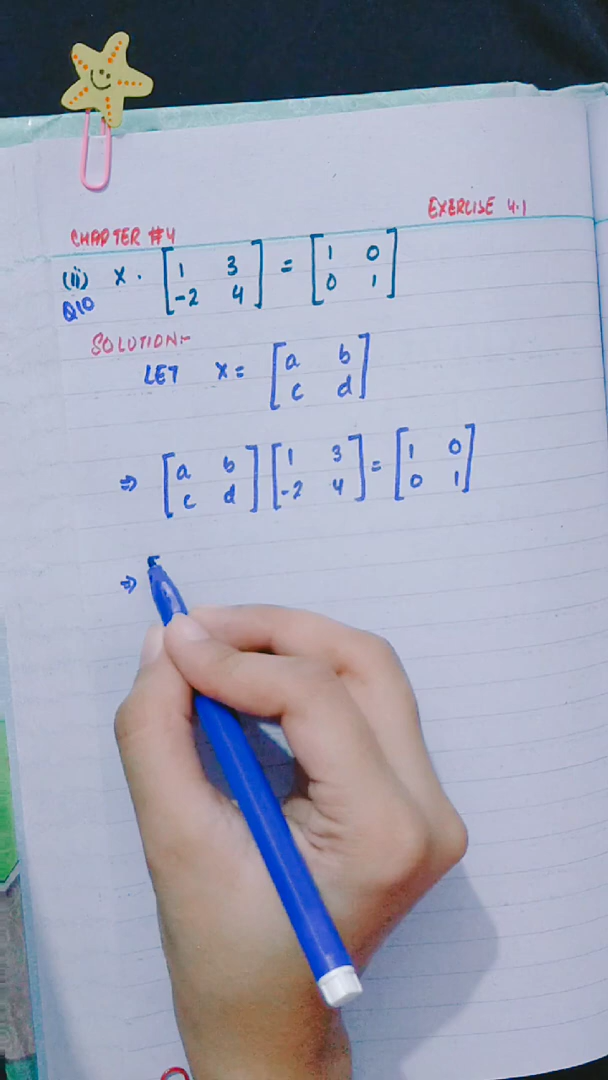 EXERCISE 4.1
CHAPTER #4
(ii) X . [1 3; -2 4] = [1 0; 0 1]
Q10
SOLUTION:-
LET X = [a b; c d]
⇒ [a b; c d] [1 3; -2 4] = [1 0; 0 1]
⇒ [